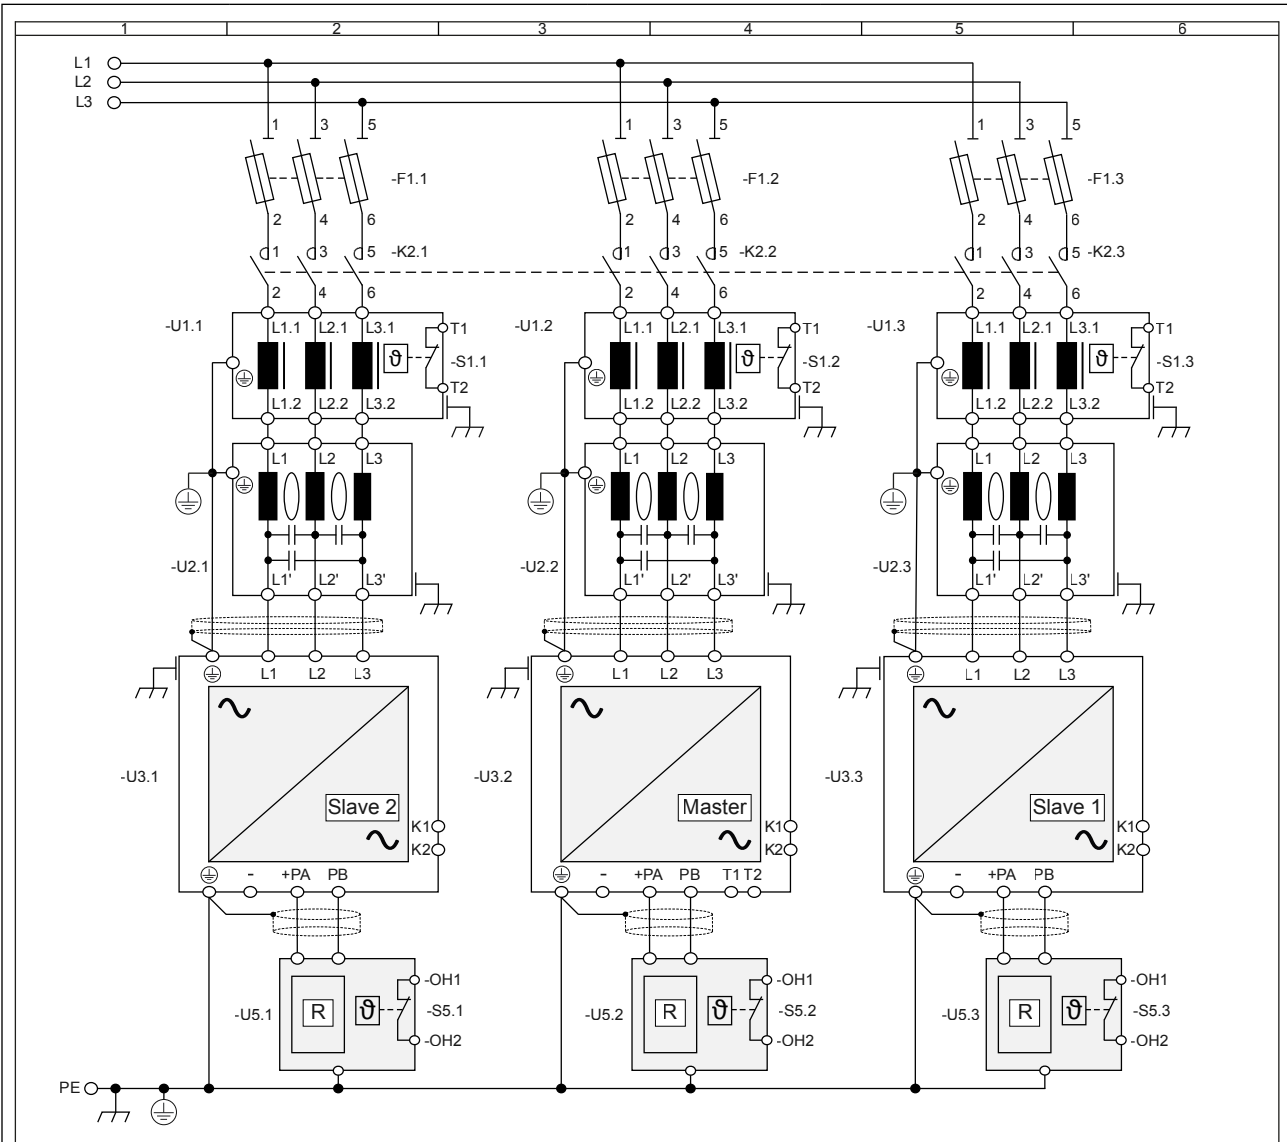 1 2 3 4 5 6
L1
L2
L3
1 3 5 1 3 5 1 3 5
-F1.1 -F1.2 -F1.3
2 4 6 2 4 6 2 4 6
1 3 5 -K2.1 1 3 5 -K2.2 1 3 5 -K2.3
2 4 6 2 4 6 2 4 6
-U1.1 L1.1 L2.1 L3.1 T1 -U1.2 L1.1 L2.1 L3.1 T1 -U1.3 L1.1 L2.1 L3.1 T1
ϑ -S1.1 ϑ -S1.2 ϑ -S1.3
T2 T2 T2
L1.2 L2.2 L3.2 L1.2 L2.2 L3.2 L1.2 L2.2 L3.2
L1 L2 L3 L1 L2 L3 L1 L2 L3
-U2.1 -U2.2 -U2.3
L1' L2' L3' L1' L2' L3' L1' L2' L3'
L1 L2 L3 L1 L2 L3 L1 L2 L3
-U3.1 -U3.2 -U3.3
Slave 2 Master Slave 1
K1 K1 K1
K2 K2 K2
- +PA PB - +PA PB T1 T2 - +PA PB
-OH1 -OH1 -OH1
-U5.1 R ϑ -S5.1 -U5.2 R ϑ -S5.2 -U5.3 R ϑ -S5.3
-OH2 -OH2 -OH2
PE